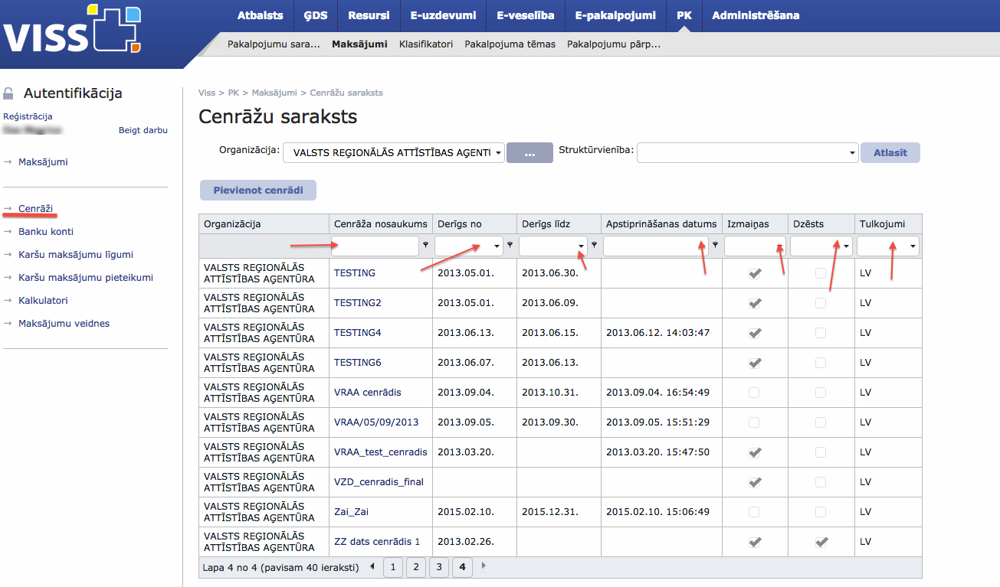 VISS
Atbalsts ĢDS Resursi E-uzdevumi E-veselība E-pakalpojumi PK Administrēšana
Pakalpojumu sara... Maksājumi Klasifikatori Pakalpojuma tēmas Pakalpojumu pārp...
Autentifikācija
Reģistrācija
Beigt darbu
Maksājumi
Cenrāži
Banku konti
Karšu maksājumu līgumi
Karšu maksājumu pieteikumi
Kalkulatori
Maksājumu veidnes
Viss > PK > Maksājumi > Cenrāžu saraksts
Cenrāžu saraksts
Organizācija: VALSTS REĢIONĀLĀS ATTĪSTĪBAS AĢENTŪ ... Struktūrvienība: Atlasīt
Pievienot cenrādi
Organizācija Cenrāža nosaukums Derīgs no Derīgs līdz Apstiprināšanas datums Izmaiņas Dzēsts Tulkojumi
VALSTS REĢIONĀLĀS
ATTĪSTĪBAS AĢENTŪRA TESTING 2013.05.01. 2013.06.30. LV
VALSTS REĢIONĀLĀS
ATTĪSTĪBAS AĢENTŪRA TESTING2 2013.05.01. 2013.06.09. LV
VALSTS REĢIONĀLĀS
ATTĪSTĪBAS AĢENTŪRA TESTING4 2013.06.13. 2013.06.15. 2013.06.12. 14:03:47 LV
VALSTS REĢIONĀLĀS
ATTĪSTĪBAS AĢENTŪRA TESTING6 2013.06.07. 2013.06.13. LV
VALSTS REĢIONĀLĀS
ATTĪSTĪBAS AĢENTŪRA VRAA cenrādis 2013.09.04. 2013.10.31. 2013.09.04. 16:54:49 LV
VALSTS REĢIONĀLĀS
ATTĪSTĪBAS AĢENTŪRA VRAA/05/09/2013 2013.09.05. 2013.09.30. 2013.09.05. 15:51:29 LV
VALSTS REĢIONĀLĀS
ATTĪSTĪBAS AĢENTŪRA VRAA_test_cenradis 2013.03.20. 2013.03.20. 15:47:50 LV
VALSTS REĢIONĀLĀS
ATTĪSTĪBAS AĢENTŪRA VZD_cenradis_final LV
VALSTS REĢIONĀLĀS
ATTĪSTĪBAS AĢENTŪRA Zai_Zai 2015.02.10. 2015.12.31. 2015.02.10. 15:06:49 LV
VALSTS REĢIONĀLĀS
ATTĪSTĪBAS AĢENTŪRA ZZ dats cenrādis 1 2013.02.26. LV
Lapa 4 no 4 (pavisam 40 ieraksti) 1 2 3 4